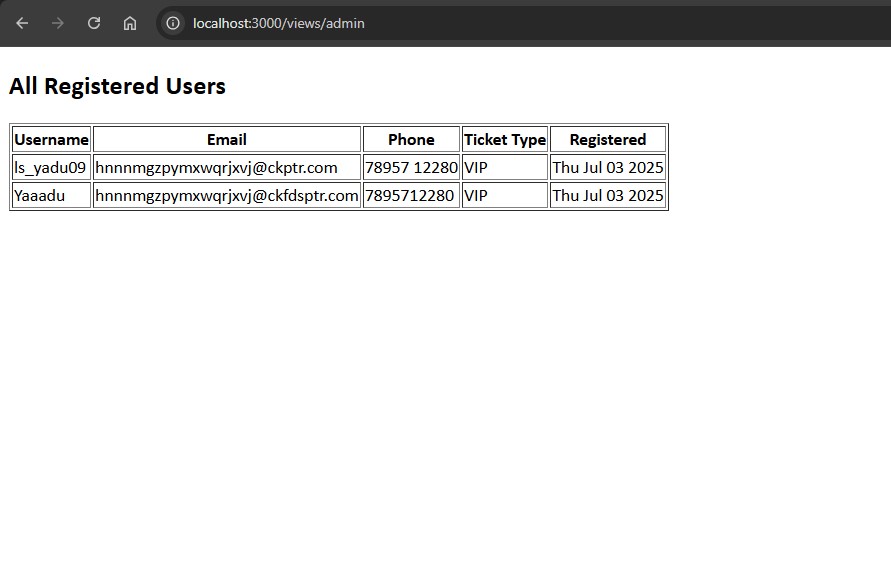 localhost:3000/views/admin
All Registered Users
Username Email Phone Ticket Type Registered
ls_yadu09 hnnnmgzpymxwqrjxvj@ckptr.com 78957 12280 VIP Thu Jul 03 2025
Yaaadu hnnnmgzpymxwqrjxvj@ckfdsptr.com 7895712280 VIP Thu Jul 03 2025